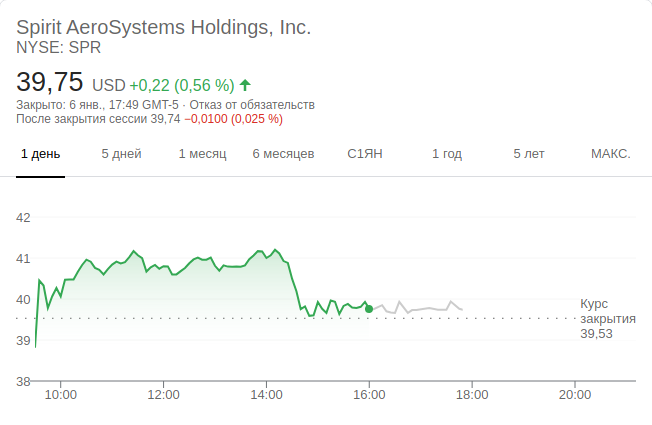 Spirit AeroSystems Holdings, Inc.
NYSE: SPR
39,75 USD +0,22 (0,56 %)
Закрыто: 6 янв., 17:49 GMT-5 · Отказ от обязательств
После закрытия сессии 39,74 −0,0100 (0,025 %)
1 день 5 дней 1 месяц 6 месяцев С1ЯН 1 год 5 лет МАКС.
42
41
40
Курс
закрытия
39,53
39
38
10:00 12:00 14:00 16:00 18:00 20:00